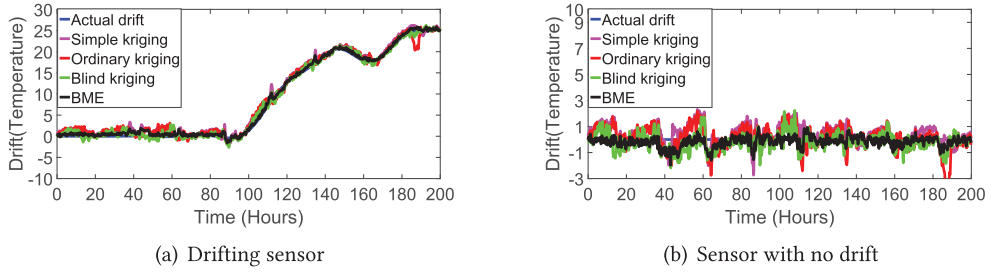 30
25
20
15
10
5
0
-5
-10
Drift(Temperature)
Actual drift
Simple kriging
Ordinary kriging
Blind kriging
BME
0 20 40 60 80 100 120 140 160 180 200
Time (Hours)
(a) Drifting sensor
10
9
7
5
3
1
-1
-3
Drift(Temperature)
Actual drift
Simple kriging
Ordinary kriging
Blind kriging
BME
0 20 40 60 80 100 120 140 160 180 200
Time (Hours)
(b) Sensor with no drift